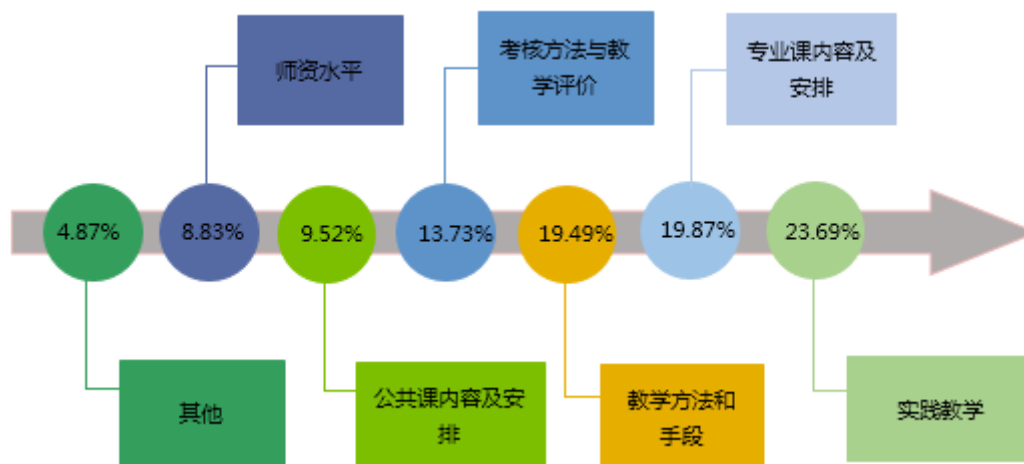 师资水平
考核方法与教
学评价
专业课内容及
安排
4.87%
8.83%
9.52%
13.73%
19.49%
19.87%
23.69%
其他
公共课内容及安
排
教学方法和
手段
实践教学